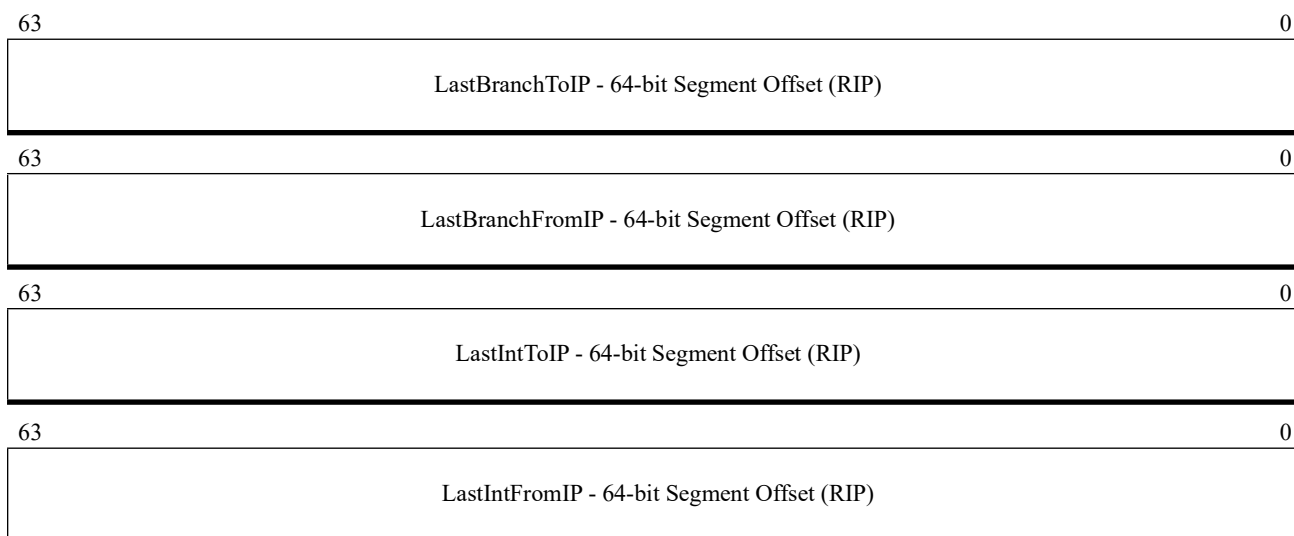 63 0
LastBranchToIP - 64-bit Segment Offset (RIP)
63 0
LastBranchFromIP - 64-bit Segment Offset (RIP)
63 0
LastIntToIP - 64-bit Segment Offset (RIP)
63 0
LastIntFromIP - 64-bit Segment Offset (RIP)